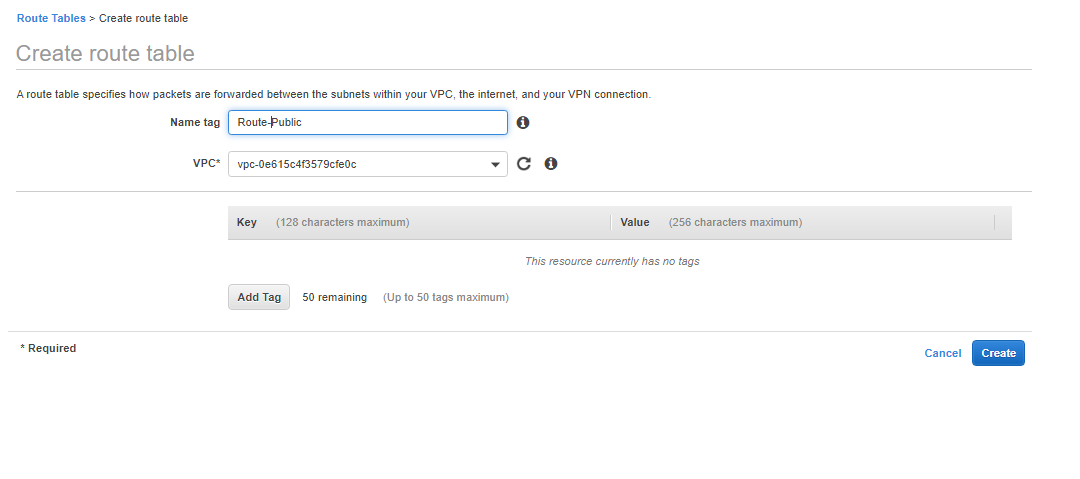 Route Tables > Create route table
Create route table
A route table specifies how packets are forwarded between the subnets within your VPC, the internet, and your VPN connection.
Name tag Route-Public
VPC* vpc-0e615c4f3579cfe0c
Key (128 characters maximum) Value (256 characters maximum)
This resource currently has no tags
Add Tag 50 remaining (Up to 50 tags maximum)
* Required Cancel Create